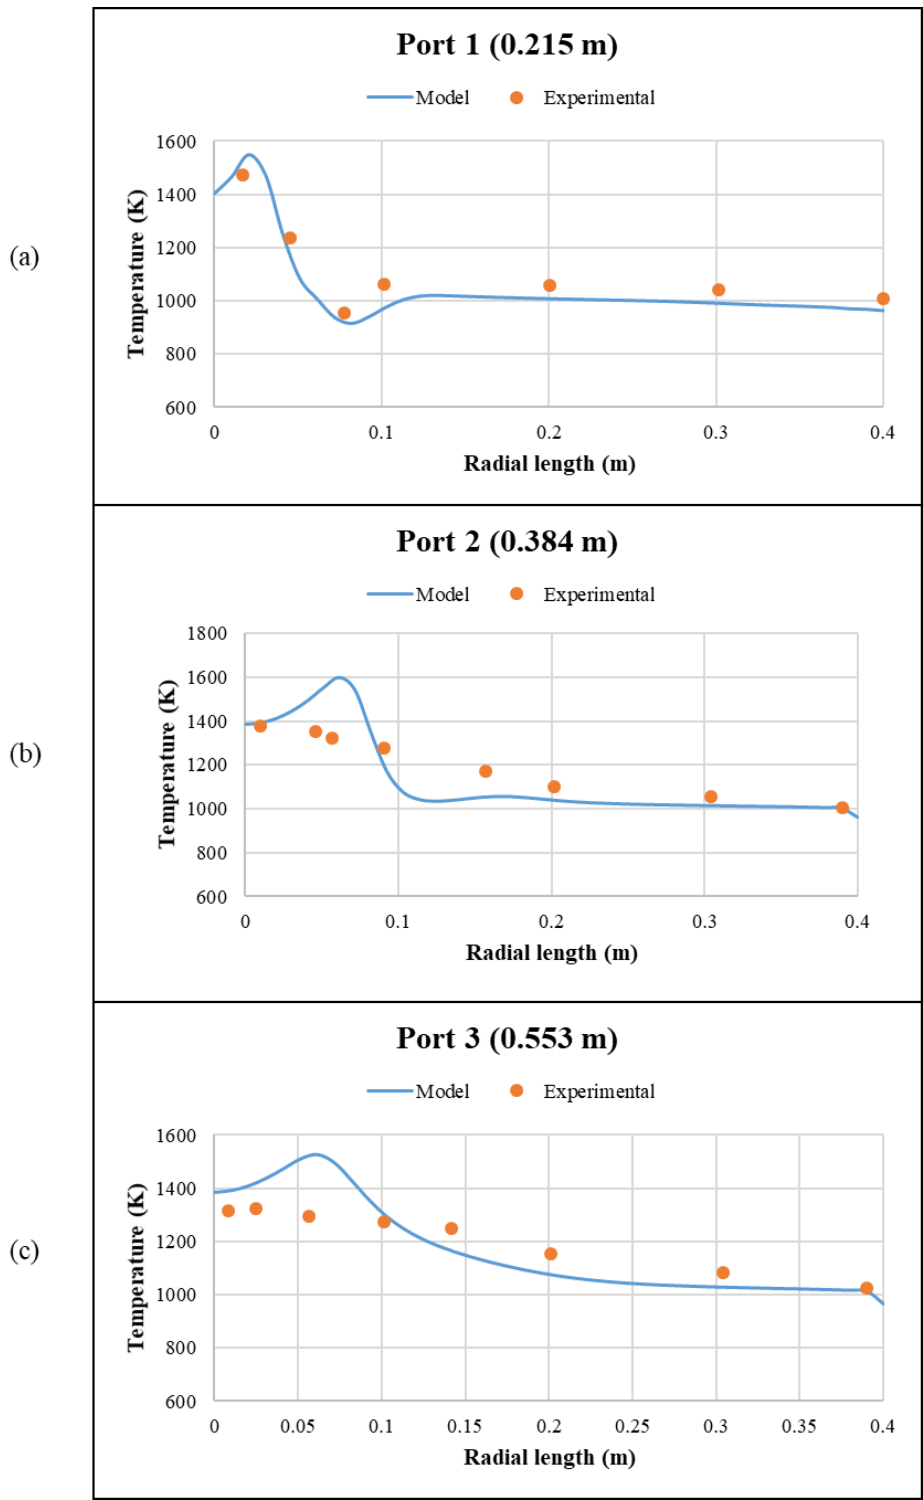 (a)
Port 1 (0.215 m)
Model Experimental
1600
1400
1200
1000
800
600
Temperature (K)
0 0.1 0.2 0.3 0.4
Radial length (m)
(b)
Port 2 (0.384 m)
Model Experimental
1800
1600
1400
1200
1000
800
600
Temperature (K)
0 0.1 0.2 0.3 0.4
Radial length (m)
(c)
Port 3 (0.553 m)
Model Experimental
1600
1400
1200
1000
800
600
Temperature (K)
0 0.05 0.1 0.15 0.2 0.25 0.3 0.35 0.4
Radial length (m)